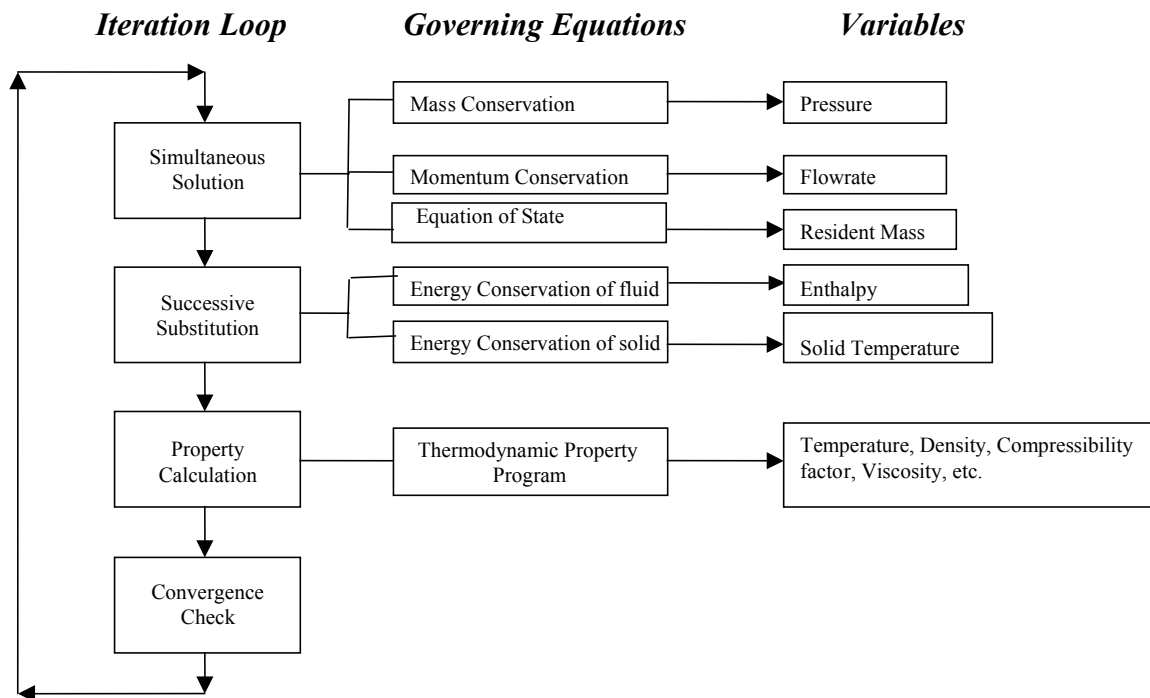 Iteration Loop
Governing Equations
Variables
Mass Conservation
Pressure
Simultaneous
Solution
Momentum Conservation
Flowrate
Equation of State
Resident Mass
Successive
Substitution
Energy Conservation of fluid
Enthalpy
Energy Conservation of solid
Solid Temperature
Property
Calculation
Thermodynamic Property
Program
Temperature, Density, Compressibility
factor, Viscosity, etc.
Convergence
Check